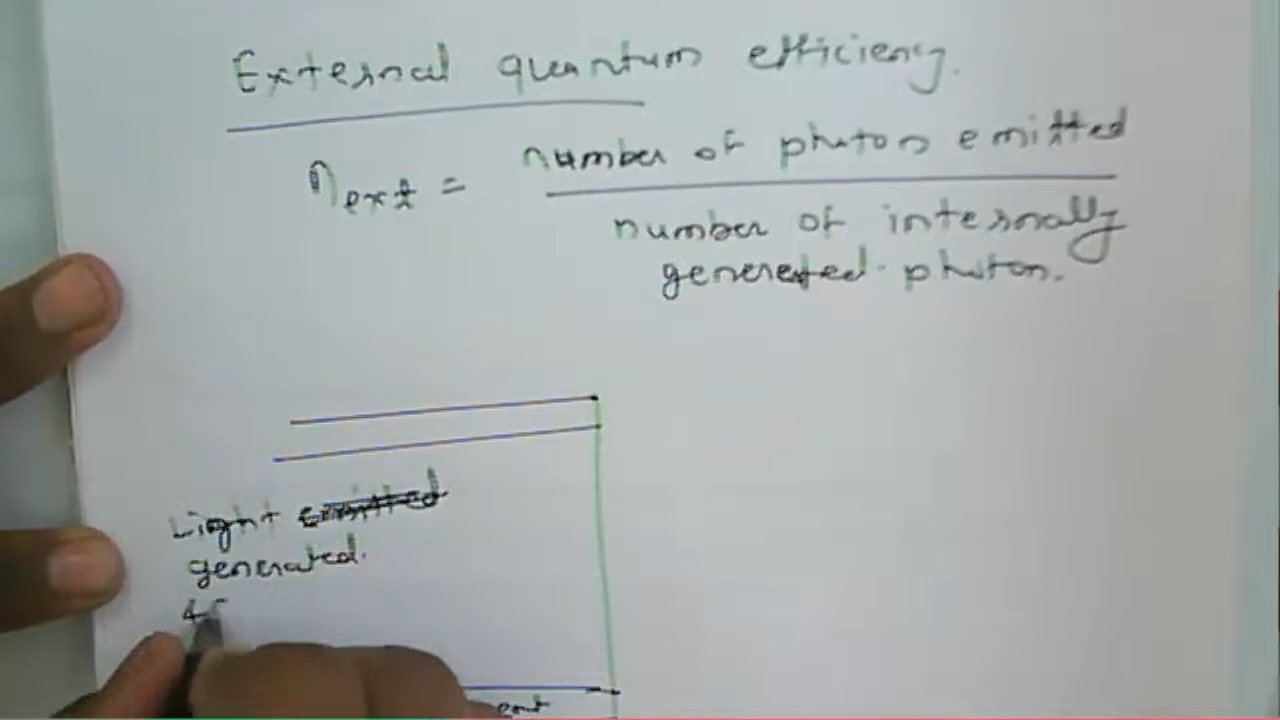 External quantum efficiency.
ηext = number of photon emitted
number of internally
generated photon.
Light emitted
generated.